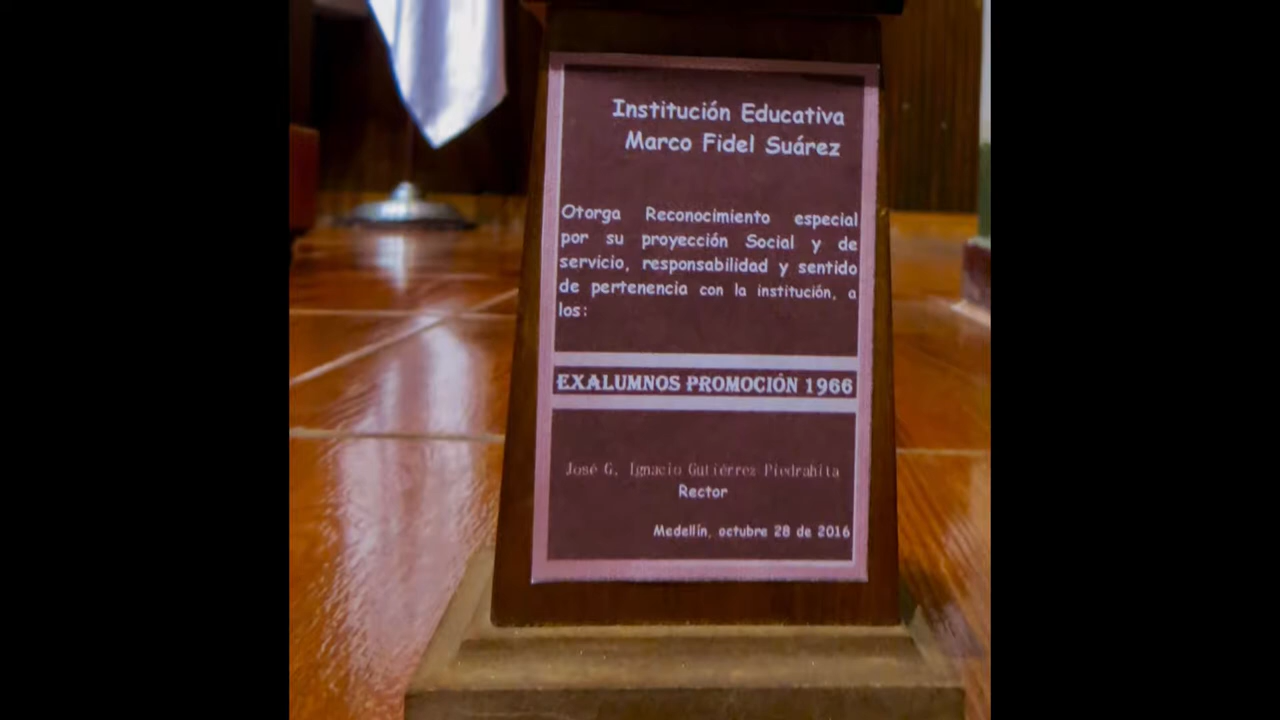 Institución Educativa
Marco Fidel Suárez
Otorga Reconocimiento especial
por su proyección Social y de
servicio, responsabilidad y sentido
de pertenencia con la institución, a
los:
EXALUMNOS PROMOCIÓN 1966
José G. Ignacio Gutiérrez Piedrahita
Rector
Medellín, octubre 28 de 2016